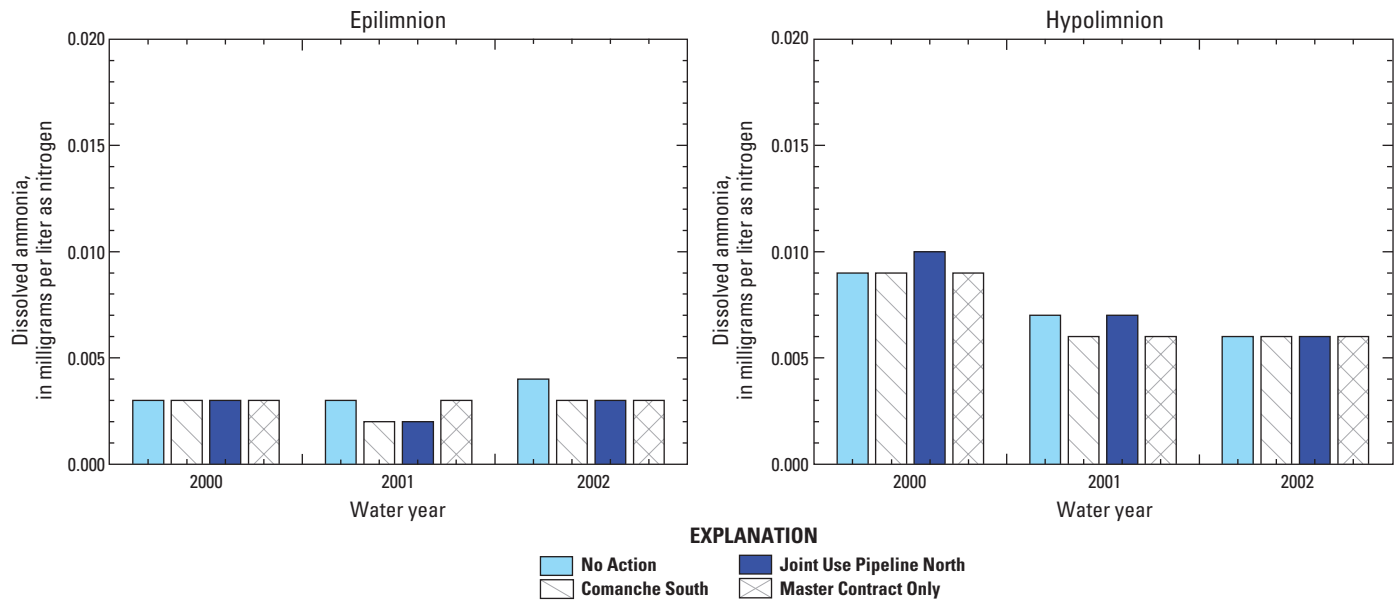 Epilimnion
Dissolved ammonia,
in milligrams per liter as nitrogen
0.020
0.015
0.010
0.005
0.000
2000
2001
2002
Water year
Hypolimnion
Dissolved ammonia,
in milligrams per liter as nitrogen
0.020
0.015
0.010
0.005
0.000
2000
2001
2002
Water year
EXPLANATION
No Action
Joint Use Pipeline North
Comanche South
Master Contract Only